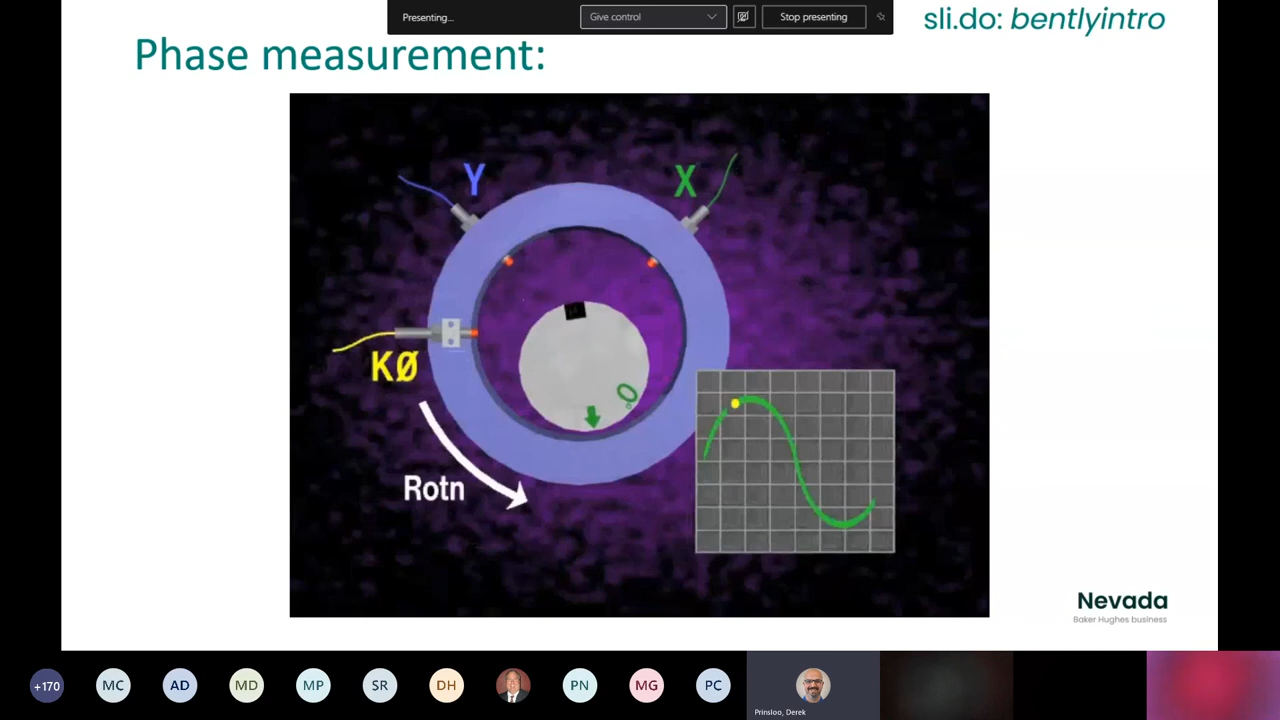 Presenting...
Give control
Stop presenting
sli.do: bentlyintro
Phase measurement:
Y
X
KØ
0°
Rotn
Nevada
Baker Hughes business
+170
MC
AD
MD
MP
SR
DH
PN
MG
PC
Prinsloo, Derek